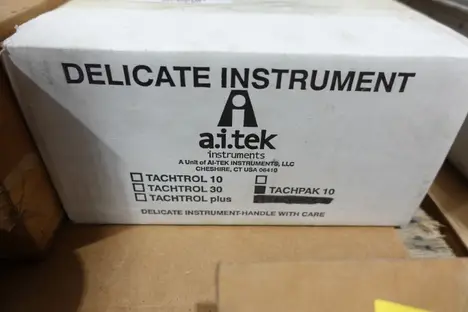 DELICATE INSTRUMENT
a.i.tek
instruments
A Unit of AI-TEK INSTRUMENTS, LLC
CHESHIRE, CT USA 06410
TACHTROL 10
TACHTROL 30 TACHPAK 10
TACHTROL plus
DELICATE INSTRUMENT-HANDLE WITH CARE